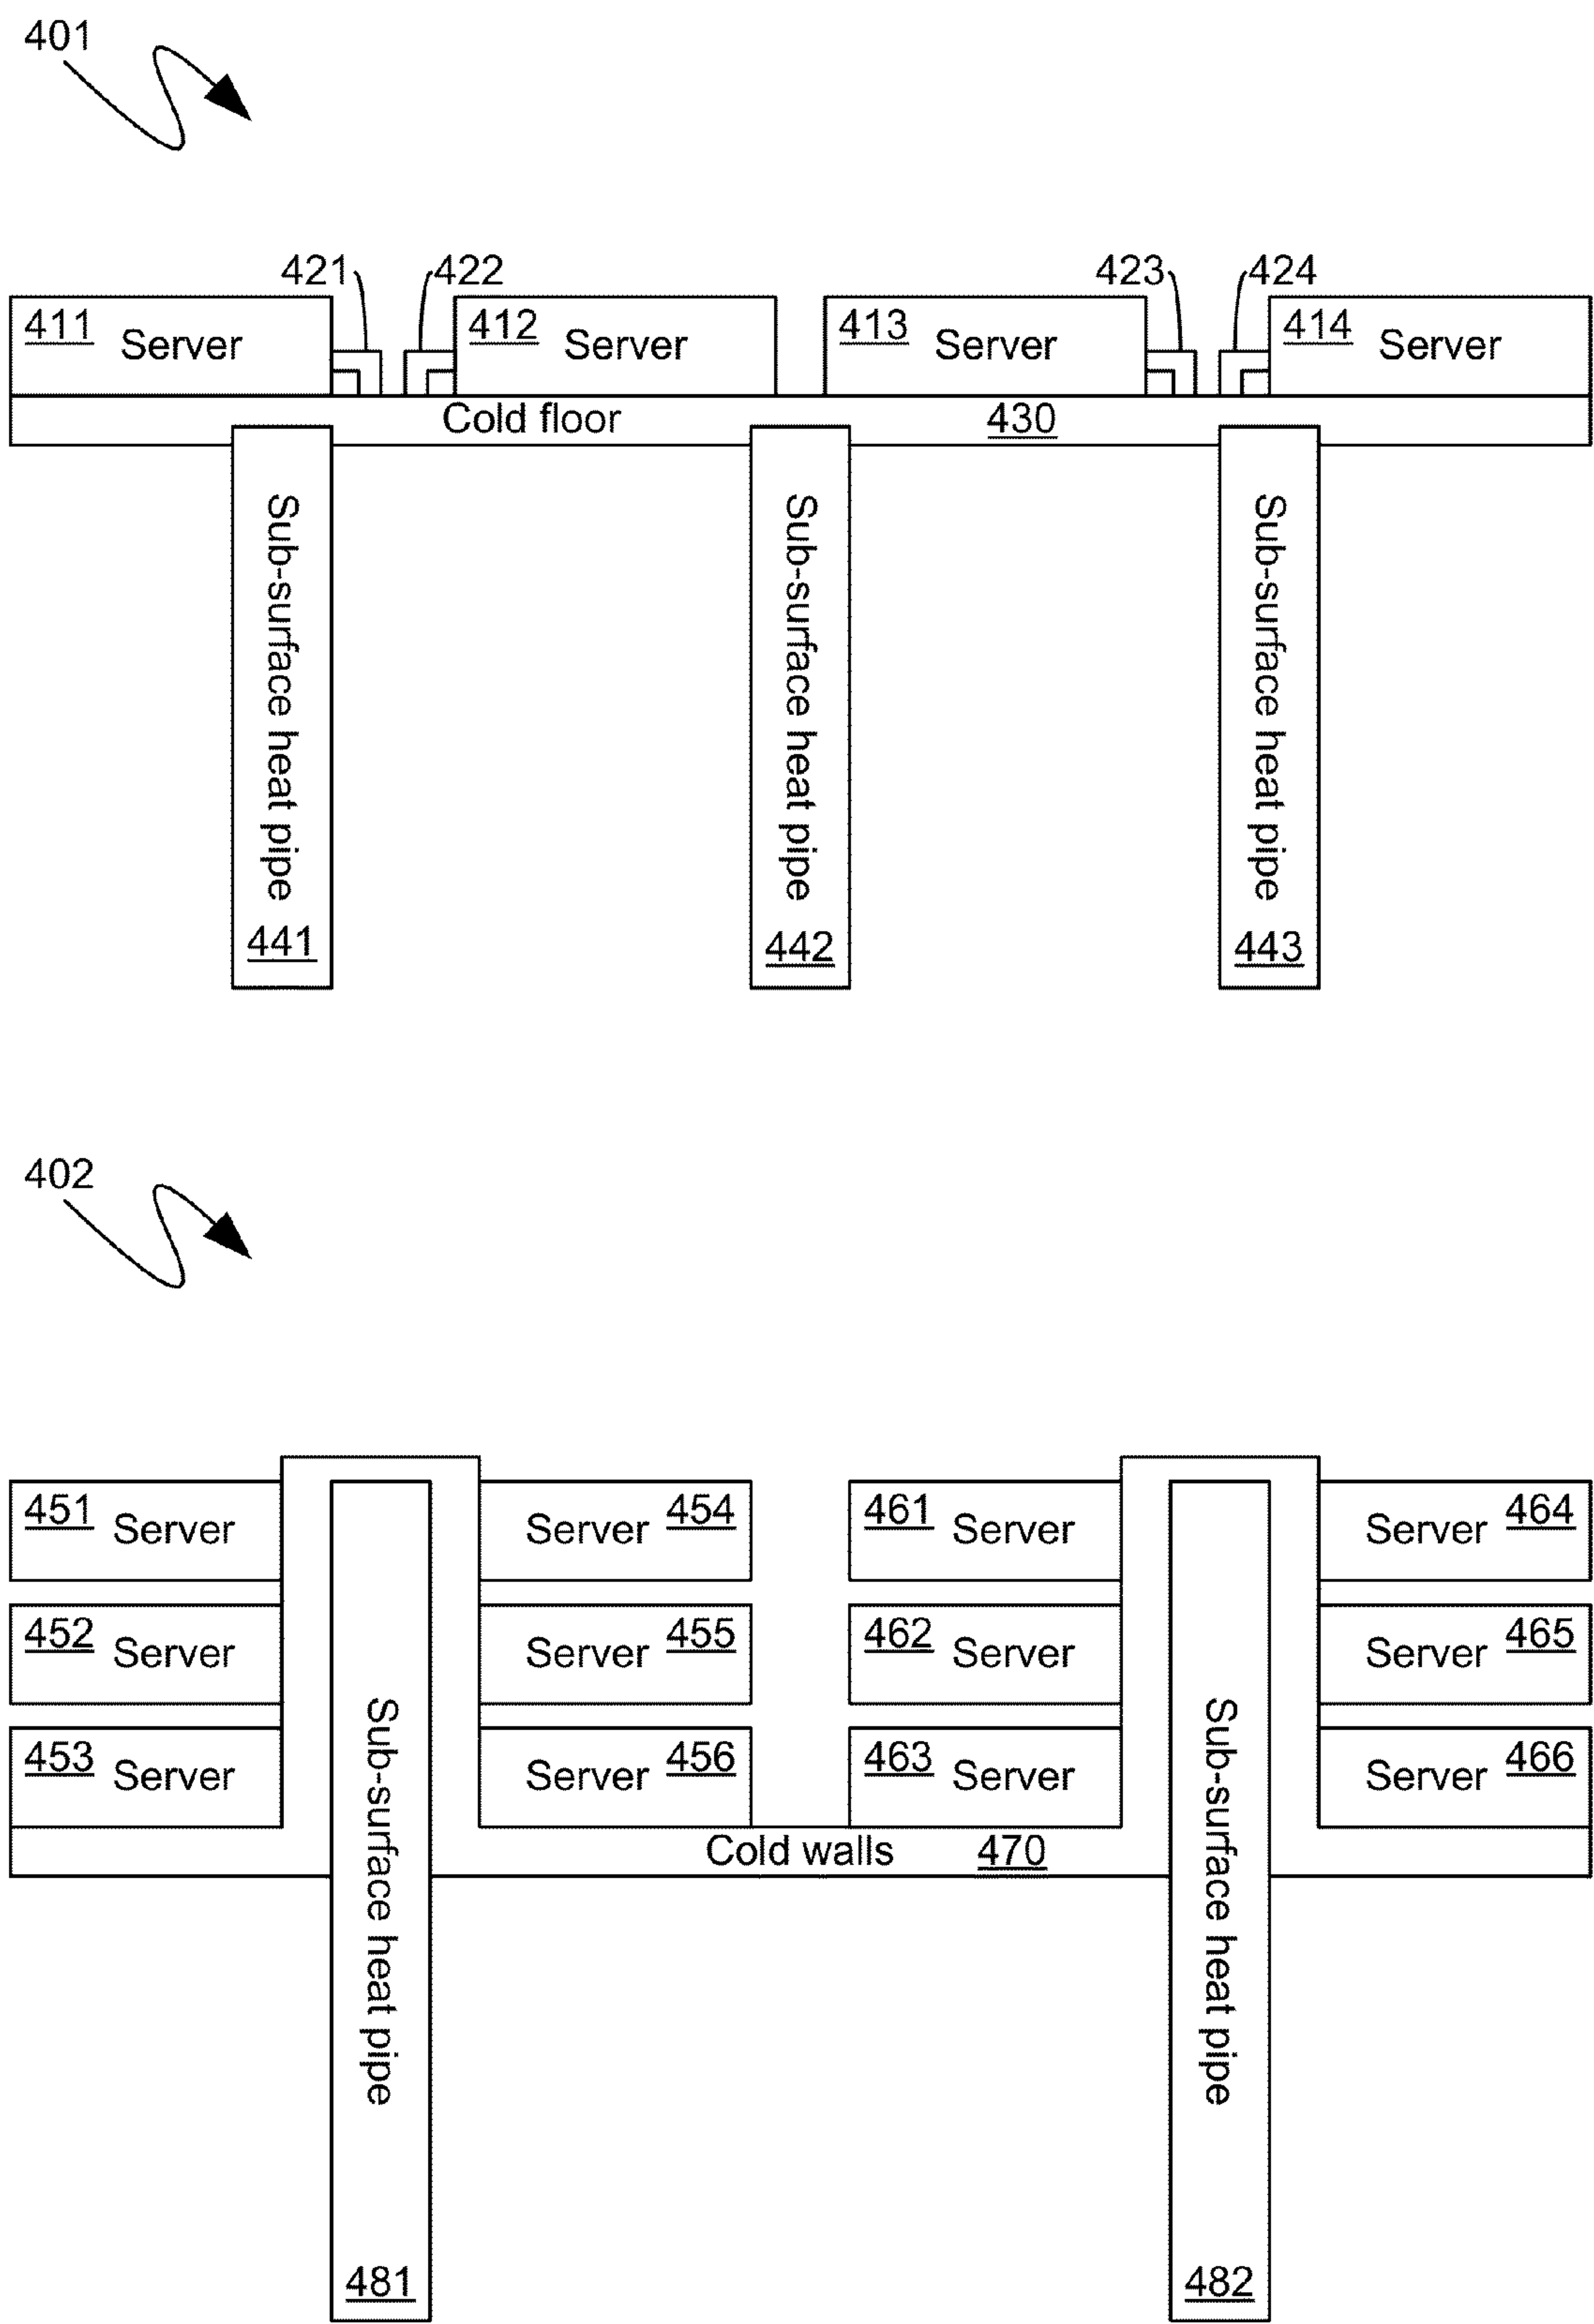 401
421 422 423 424
411 Server 412 Server 413 Server 414 Server
Cold floor 430
Sub-surface heat pipe 441
Sub-surface heat pipe 442
Sub-surface heat pipe 443
402
451 Server Server 454 461 Server Server 464
452 Server Server 455 462 Server Server 465
453 Server Server 456 463 Server Server 466
Cold walls 470
Sub-surface heat pipe 481
Sub-surface heat pipe 482